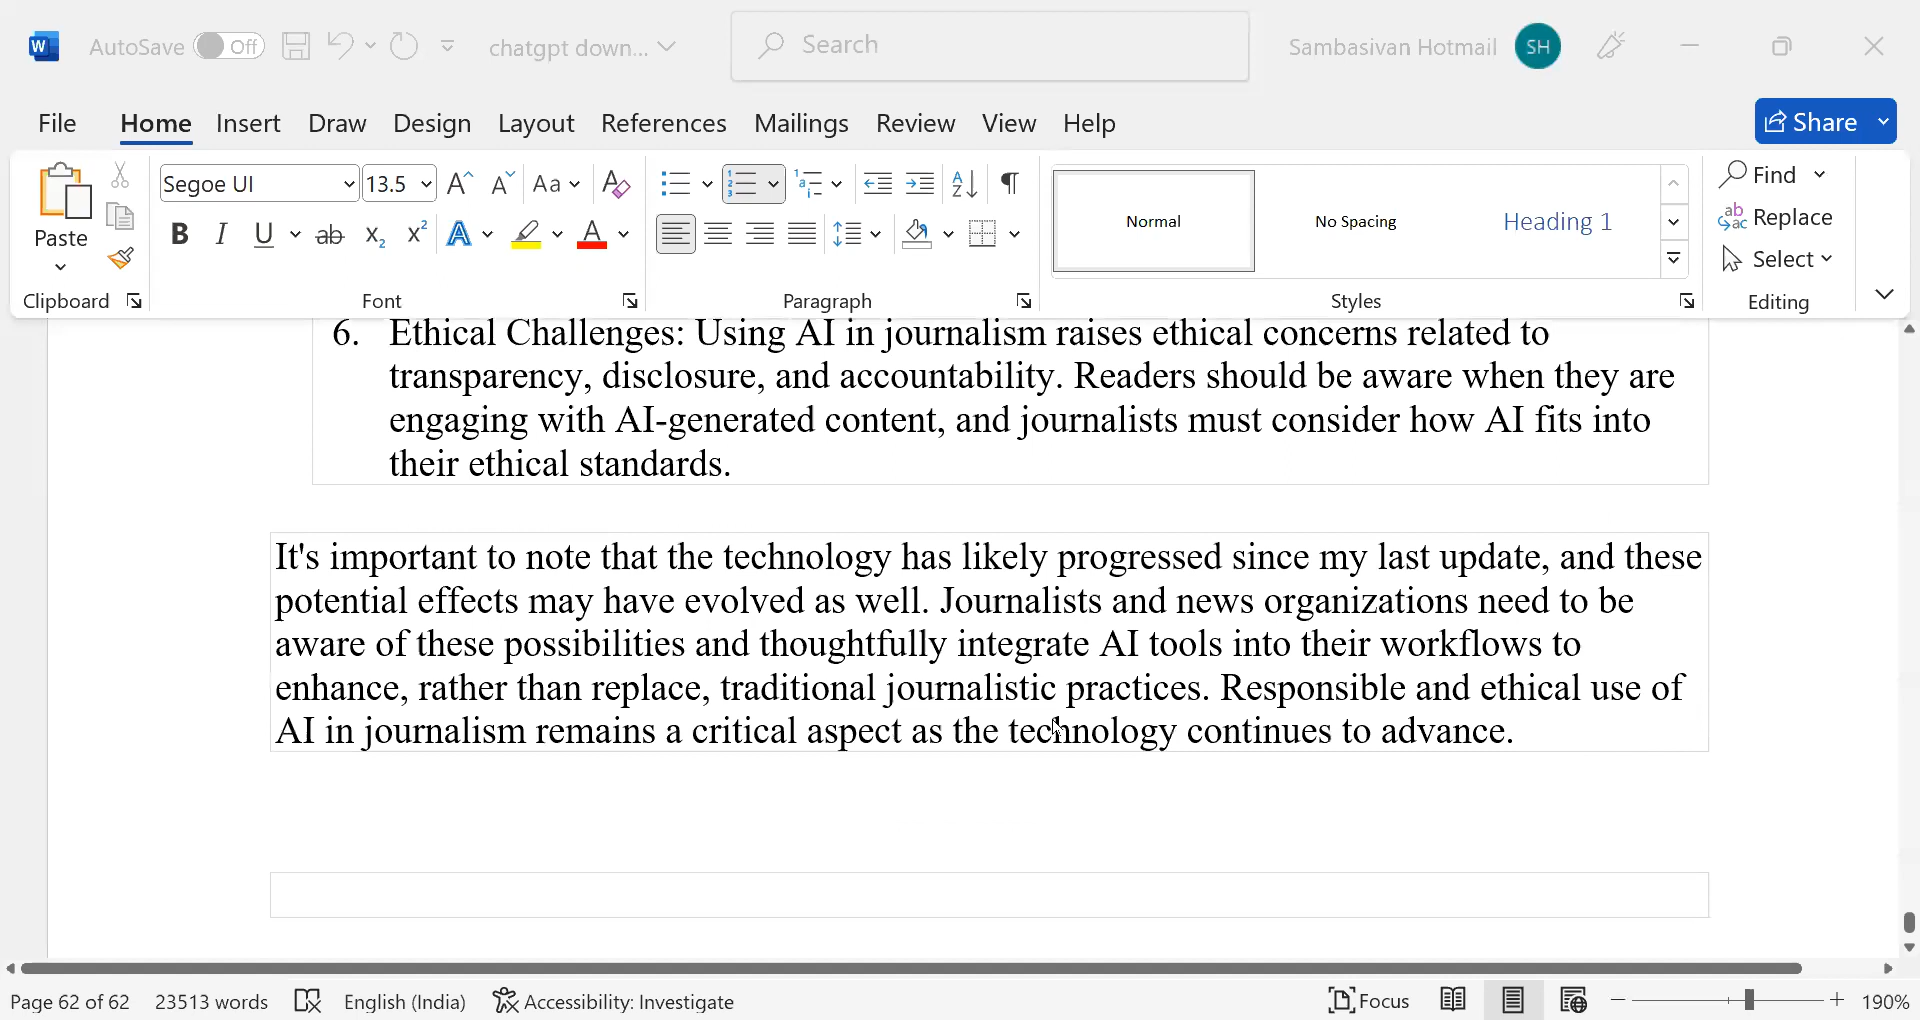 AutoSave Off chatgpt down... Search Sambasivan Hotmail SH
File Home Insert Draw Design Layout References Mailings Review View Help Share
Paste Segoe UI 13.5 Aa Normal No Spacing Heading 1 Find
Replace
Select
Clipboard Font Paragraph Styles Editing
6. Ethical Challenges: Using AI in journalism raises ethical concerns related to
transparency, disclosure, and accountability. Readers should be aware when they are
engaging with AI-generated content, and journalists must consider how AI fits into
their ethical standards.
It's important to note that the technology has likely progressed since my last update, and these
potential effects may have evolved as well. Journalists and news organizations need to be
aware of these possibilities and thoughtfully integrate AI tools into their workflows to
enhance, rather than replace, traditional journalistic practices. Responsible and ethical use of
AI in journalism remains a critical aspect as the technology continues to advance.
Page 62 of 62 23513 words English (India) Accessibility: Investigate Focus 190%